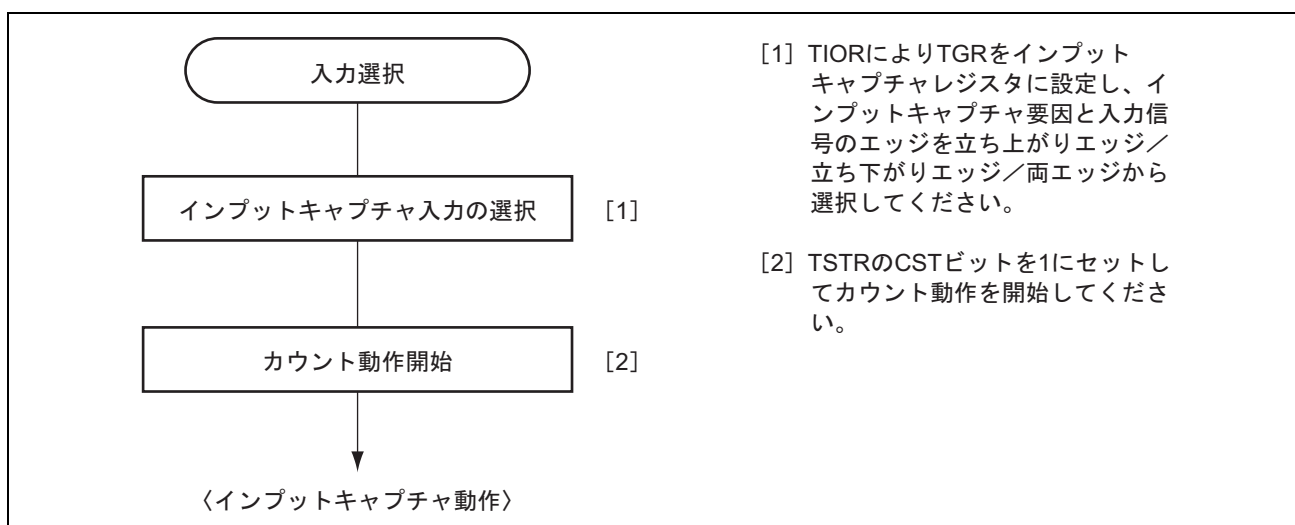 入力選択
インプットキャプチャ入力の選択 [1]
カウント動作開始 [2]
〈インプットキャプチャ動作〉
[1] TIORによりTGRをインプット
キャプチャレジスタに設定し、イ
ンプットキャプチャ要因と入力信
号のエッジを立ち上がりエッジ／
立ち下がりエッジ／両エッジから
選択してください。
[2] TSTRのCSTビットを1にセットし
てカウント動作を開始してくださ
い。